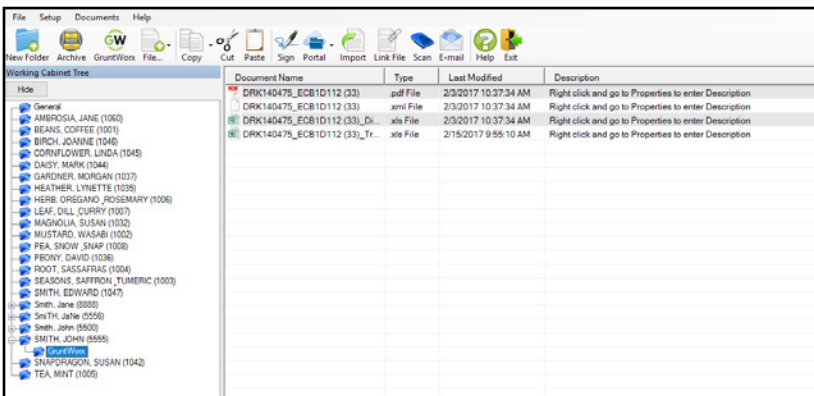 File Setup Documents Help
New Folder Archive GruntWorx File... Copy Cut Paste Sign Portal Import Link File Scan E-mail Help Exit
GW
Working Cabinet Tree
Hide
General
AMBROSIA, JANE (1060)
BEANS, COFFEE (1001)
BIRCH, JOANNE (1046)
CORNFLOWER, LINDA (1045)
DAISY, MARK (1044)
GARDNER, MORGAN (1037)
HEATHER, LYNETTE (1035)
HERB, OREGANO_ROSEMARY (1006)
LEAF, DILL_CURRY (1007)
MAGNOLIA, SUSAN (1032)
MUSTARD, WASABI (1002)
PEA, SNOW_SNAP (1008)
PEONY, DAVID (1036)
ROOT, SASSAFRAS (1004)
SEASONS, SAFFRON_TUMERIC (1003)
SMITH, EDWARD (1047)
Smith, Jane (8888)
SmiTH, JaNe (5556)
Smith, John (5500)
SMITH, JOHN (5555)
GruntWorx
SNAPDRAGON, SUSAN (1042)
TEA, MINT (1005)
Document Name Type Last Modified Description
DRK140475_ECB1D112 (33) .pdf File 2/3/2017 10:37:34 AM Right click and go to Properties to enter Description
DRK140475_ECB1D112 (33) .xml File 2/3/2017 10:37:34 AM Right click and go to Properties to enter Description
DRK140475_ECB1D112 (33)_Di... .xls File 2/3/2017 10:37:34 AM Right click and go to Properties to enter Description
DRK140475_ECB1D112 (33)_Tr... .xls File 2/15/2017 9:55:10 AM Right click and go to Properties to enter Description